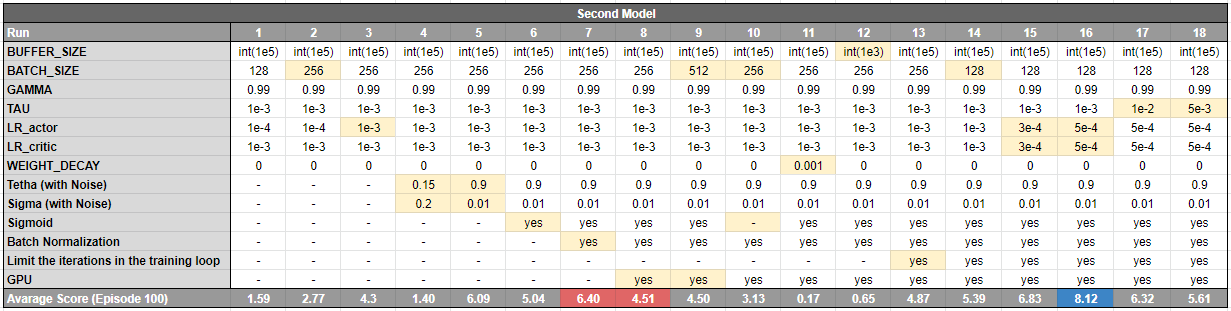 Second Model
Run 1 2 3 4 5 6 7 8 9 10 11 12 13 14 15 16 17 18
BUFFER_SIZE int(1e5) int(1e5) int(1e5) int(1e5) int(1e5) int(1e5) int(1e5) int(1e5) int(1e5) int(1e5) int(1e5) int(1e3) int(1e5) int(1e5) int(1e5) int(1e5) int(1e5) int(1e5)
BATCH_SIZE 128 256 256 256 256 256 256 256 512 256 256 256 256 128 128 128 128 128
GAMMA 0.99 0.99 0.99 0.99 0.99 0.99 0.99 0.99 0.99 0.99 0.99 0.99 0.99 0.99 0.99 0.99 0.99 0.99
TAU 1e-3 1e-3 1e-3 1e-3 1e-3 1e-3 1e-3 1e-3 1e-3 1e-3 1e-3 1e-3 1e-3 1e-3 1e-3 1e-3 1e-2 5e-3
LR_actor 1e-4 1e-4 1e-3 1e-3 1e-3 1e-3 1e-3 1e-3 1e-3 1e-3 1e-3 1e-3 1e-3 1e-3 3e-4 5e-4 5e-4 5e-4
LR_critic 1e-3 1e-3 1e-3 1e-3 1e-3 1e-3 1e-3 1e-3 1e-3 1e-3 1e-3 1e-3 1e-3 1e-3 3e-4 5e-4 5e-4 5e-4
WEIGHT_DECAY 0 0 0 0 0 0 0 0 0 0 0.001 0 0 0 0 0 0 0
Tetha (with Noise) - - - 0.15 0.9 0.9 0.9 0.9 0.9 0.9 0.9 0.9 0.9 0.9 0.9 0.9 0.9 0.9
Sigma (with Noise) - - - 0.2 0.01 0.01 0.01 0.01 0.01 0.01 0.01 0.01 0.01 0.01 0.01 0.01 0.01 0.01
Sigmoid - - - - - yes yes yes yes - yes yes yes yes yes yes yes yes
Batch Normalization - - - - - - yes yes yes yes yes yes yes yes yes yes yes yes
Limit the iterations in the training loop - - - - - - - - - - - - yes yes yes yes yes yes
GPU - - - - - - - yes yes yes yes yes yes yes yes yes yes yes
Avarage Score (Episode 100) 1.59 2.77 4.3 1.40 6.09 5.04 6.40 4.51 4.50 3.13 0.17 0.65 4.87 5.39 6.83 8.12 6.32 5.61